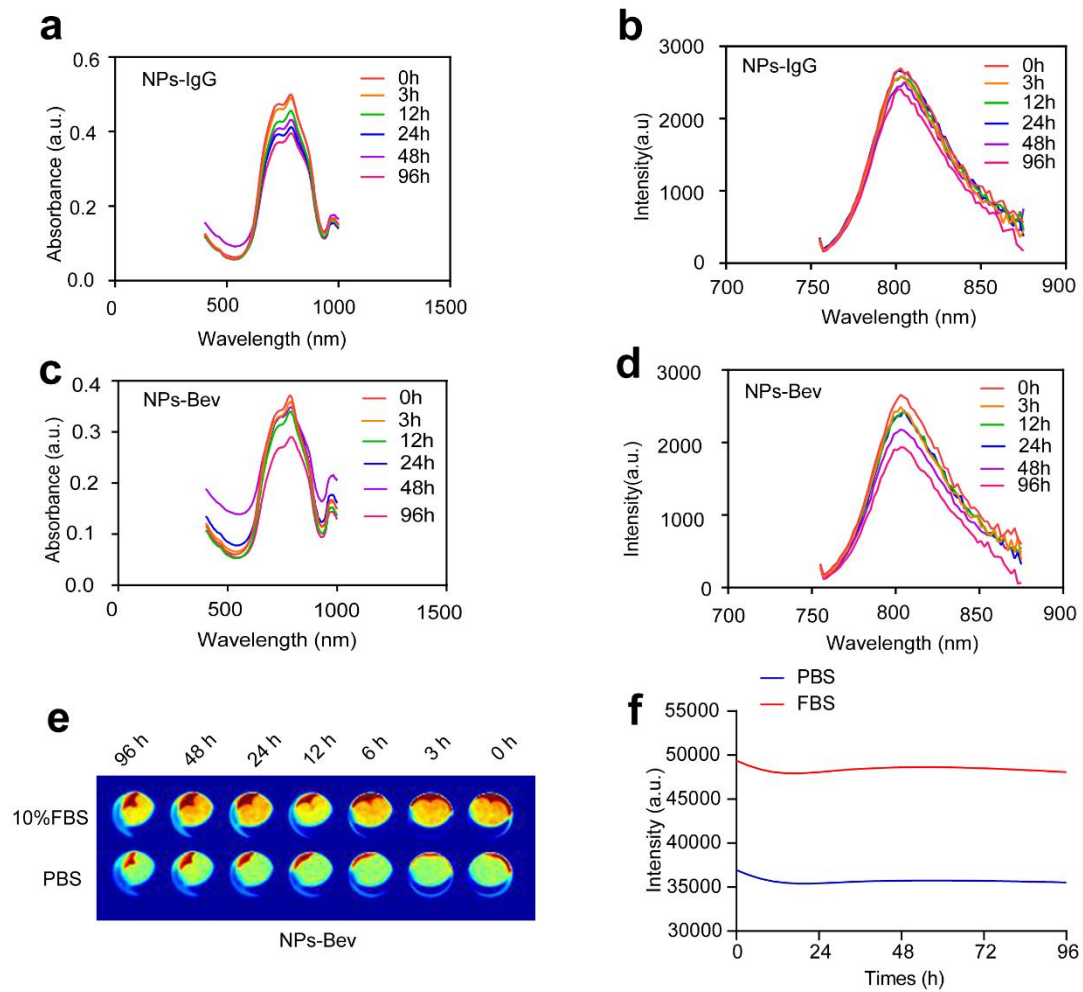 a
NPs-IgG
0h
3h
12h
24h
48h
96h
Absorbance (a.u.)
0.6
0.4
0.2
0.0
0
500
1000
1500
Wavelength (nm)
b
NPs-IgG
0h
3h
12h
24h
48h
96h
Intensity(a.u)
3000
2000
1000
0
700
750
800
850
900
Wavelength (nm)
c
NPs-Bev
0h
3h
12h
24h
48h
96h
Absorbance (a.u.)
0.4
0.3
0.2
0.1
0.0
0
500
1000
1500
Wavelength (nm)
d
NPs-Bev
0h
3h
12h
24h
48h
96h
Intensity(a.u.)
3000
2000
1000
0
700
750
800
850
900
Wavelength (nm)
e
96 h
48 h
24 h
12 h
6 h
3 h
0 h
10%FBS
PBS
NPs-Bev
f
PBS
FBS
Intensity (a.u.)
55000
50000
45000
40000
35000
30000
0
24
48
72
96
Times (h)